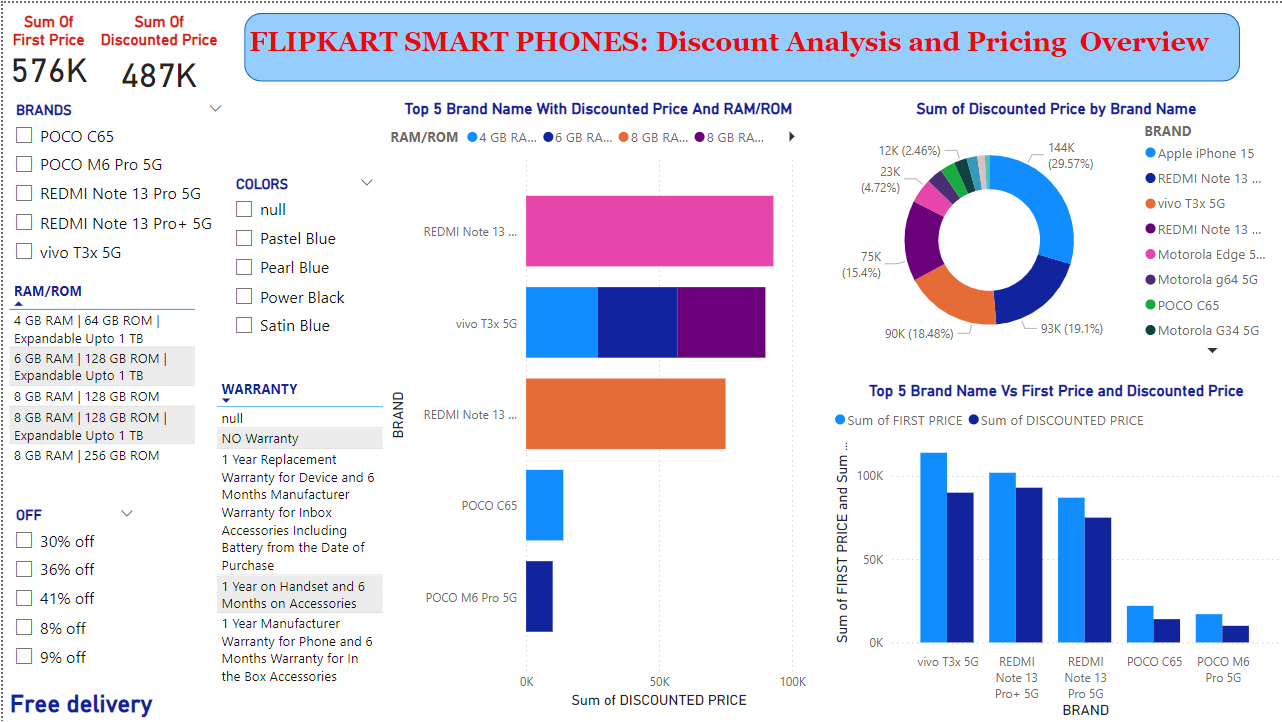 Sum Of
First Price
576K
Sum Of
Discounted Price
487K
FLIPKART SMART PHONES: Discount Analysis and Pricing Overview
BRANDS
POCO C65
POCO M6 Pro 5G
REDMI Note 13 Pro 5G
REDMI Note 13 Pro+ 5G
vivo T3x 5G
RAM/ROM
4 GB RAM | 64 GB ROM |
Expandable Upto 1 TB
6 GB RAM | 128 GB ROM |
Expandable Upto 1 TB
8 GB RAM | 128 GB ROM
8 GB RAM | 128 GB ROM |
Expandable Upto 1 TB
8 GB RAM | 256 GB ROM
OFF
30% off
36% off
41% off
8% off
9% off
Free delivery
COLORS
null
Pastel Blue
Pearl Blue
Power Black
Satin Blue
WARRANTY
null
NO Warranty
1 Year Replacement
Warranty for Device and 6
Months Manufacturer
Warranty for Inbox
Accessories Including
Battery from the Date of
Purchase
1 Year on Handset and 6
Months on Accessories
1 Year Manufacturer
Warranty for Phone and 6
Months Warranty for In
the Box Accessories
Top 5 Brand Name With Discounted Price And RAM/ROM
RAM/ROM 4 GB RA... 6 GB RA... 8 GB RA... 8 GB RA...
BRAND
REDMI Note 13 ...
vivo T3x 5G
REDMI Note 13 ...
POCO C65
POCO M6 Pro 5G
0K 50K 100K
Sum of DISCOUNTED PRICE
Sum of Discounted Price by Brand Name
144K
(29.57%)
93K (19.1%)
90K (18.48%)
75K
(15.4%)
23K
(4.72%)
12K (2.46%)
BRAND
Apple iPhone 15
REDMI Note 13 ...
vivo T3x 5G
REDMI Note 13 ...
Motorola Edge 5...
Motorola g64 5G
POCO C65
Motorola G34 5G
Top 5 Brand Name Vs First Price and Discounted Price
Sum of FIRST PRICE Sum of DISCOUNTED PRICE
Sum of FIRST PRICE and Sum ...
100K
50K
0K
vivo T3x 5G
REDMI
Note 13
Pro+ 5G
REDMI
Note 13
Pro 5G
POCO C65
POCO M6
Pro 5G
BRAND